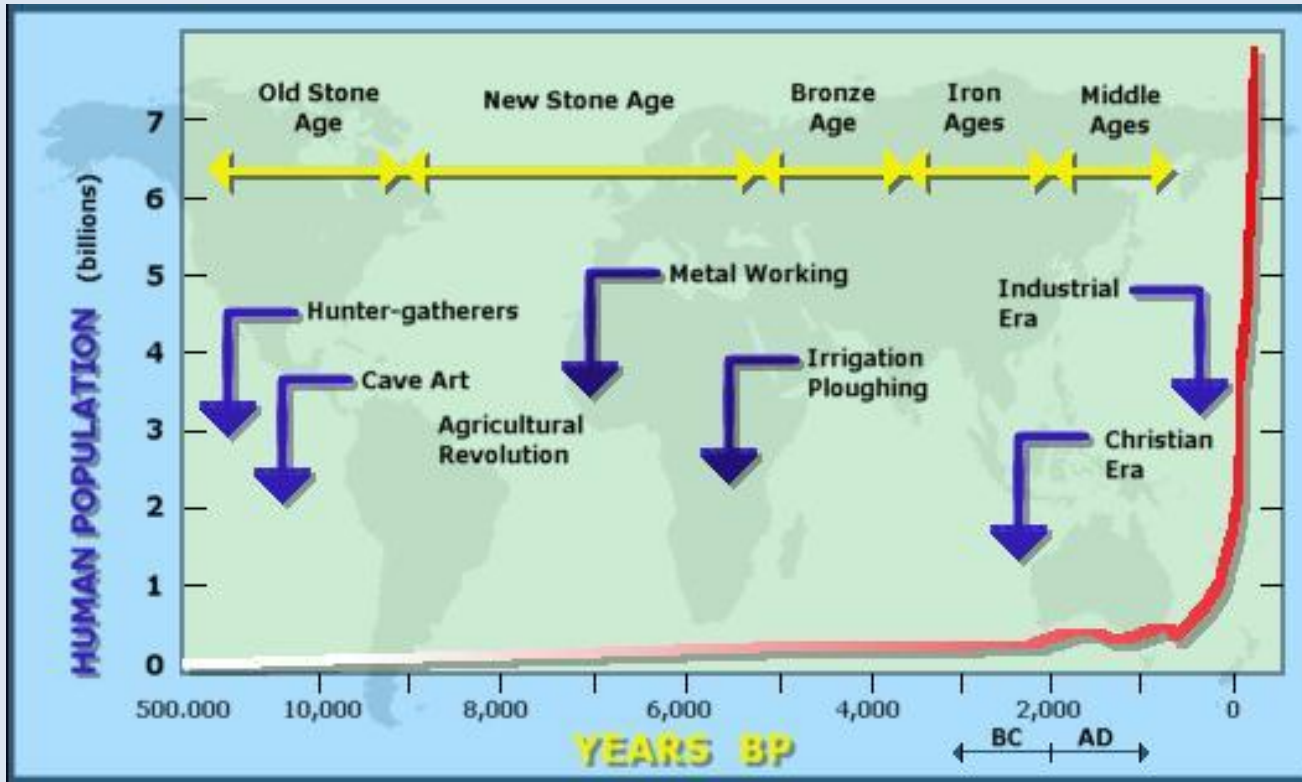 Old Stone
Age
New Stone Age
Bronze
Age
Iron
Ages
Middle
Ages
HUMAN POPULATION (billions)
7
6
5
4
3
2
1
0
Hunter-gatherers
Cave Art
Agricultural
Revolution
Metal Working
Irrigation
Ploughing
Industrial
Era
Christian
Era
500.000 10,000 8,000 6,000 4,000 2,000 0
YEARS BP
BC AD